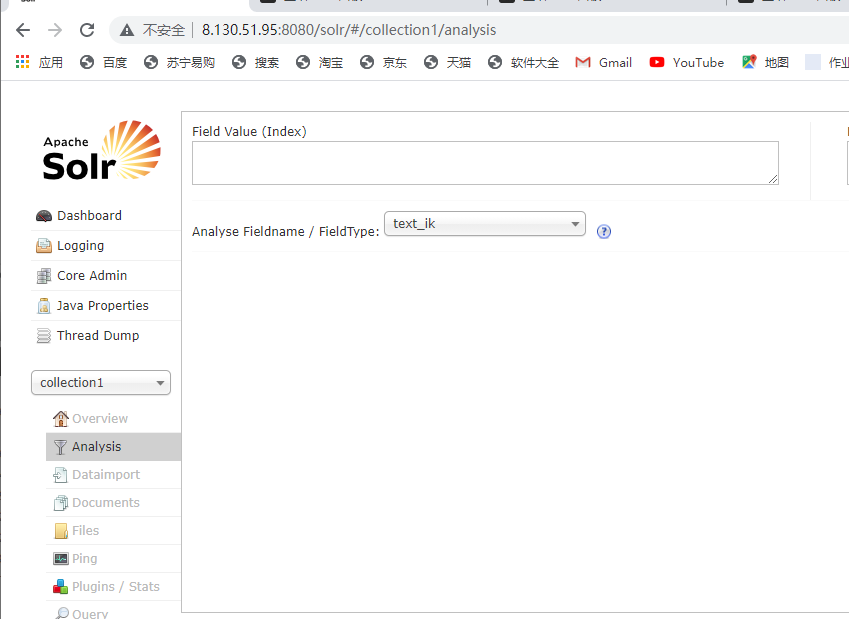 不安全 8.130.51.95:8080/solr/#/collection1/analysis
应用 百度 苏宁易购 搜索 淘宝 京东 天猫 软件大全 Gmail YouTube 地图
Apache
Solr
Field Value (Index)
Analyse Fieldname / FieldType: text_ik ?
Dashboard
Logging
Core Admin
Java Properties
Thread Dump
collection1
Overview
Analysis
Dataimport
Documents
Files
Ping
Plugins / Stats
Query